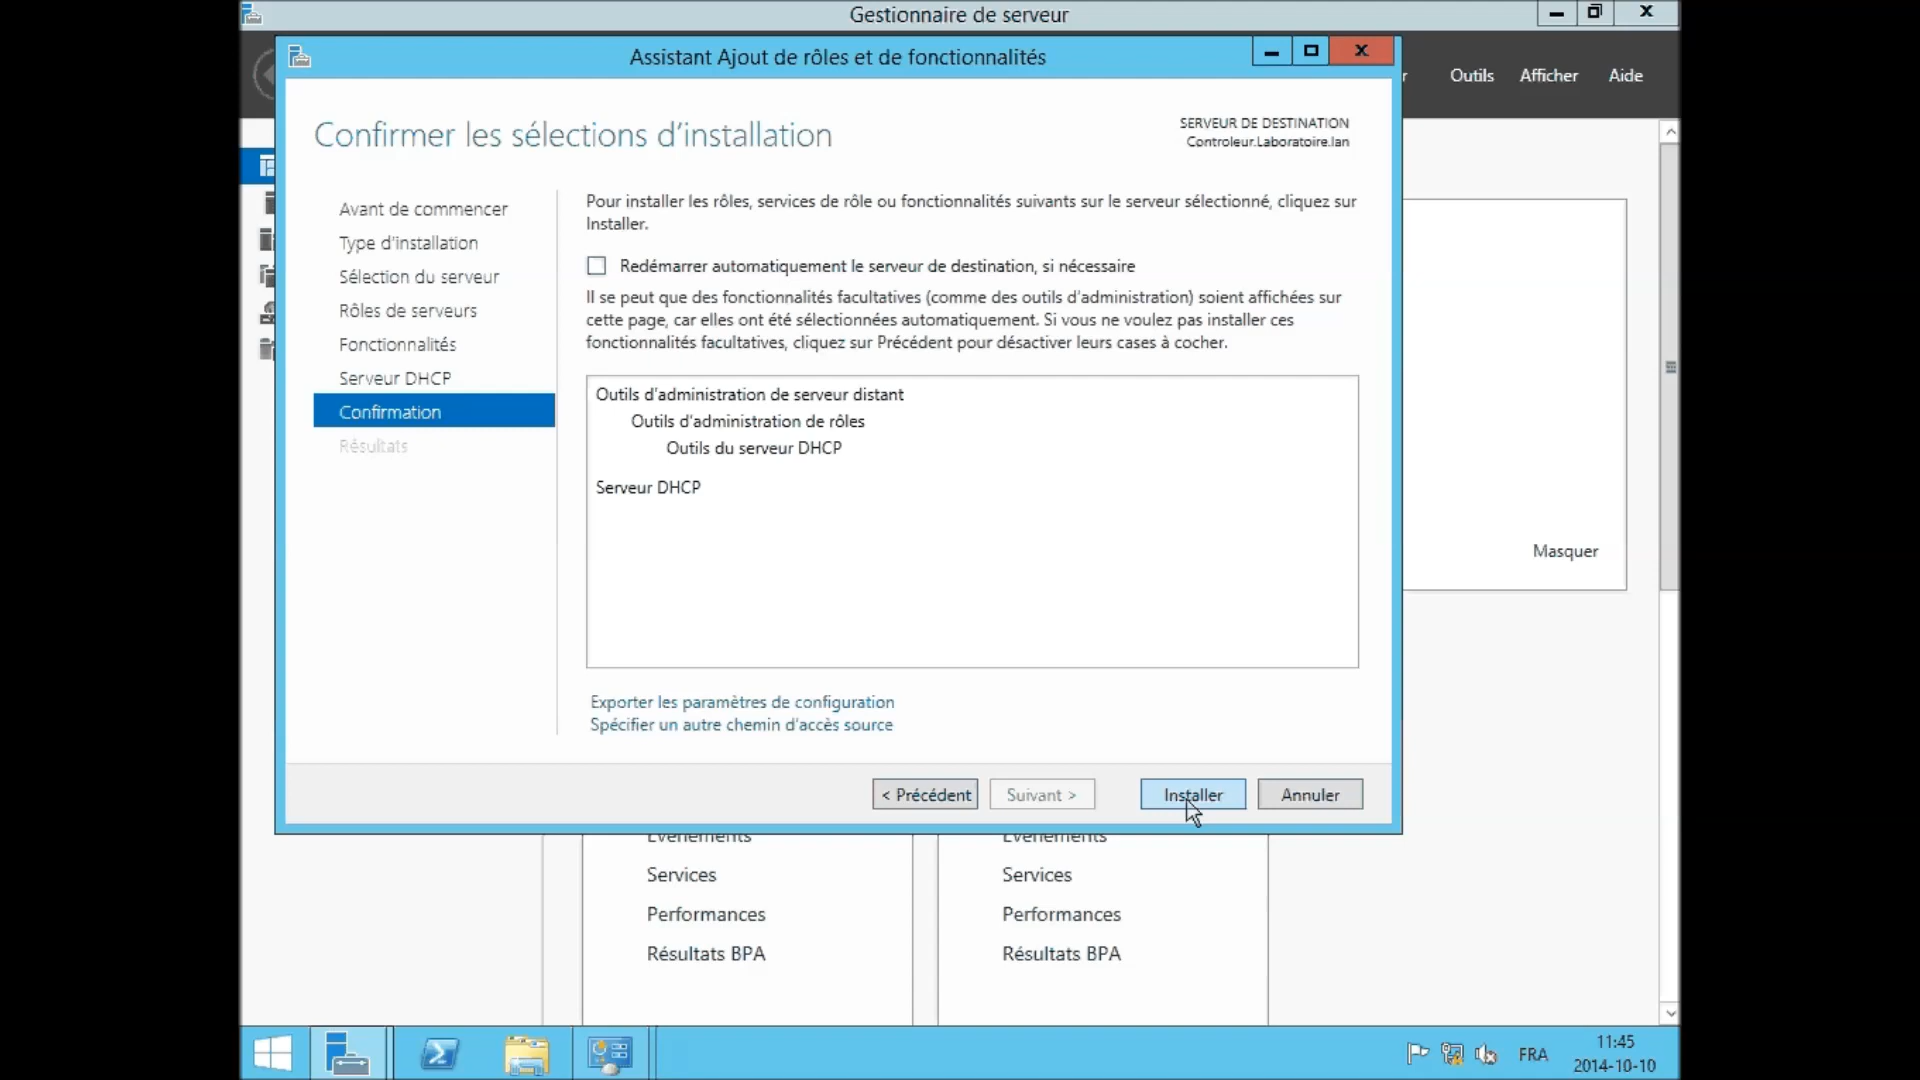 Gestionnaire de serveur
Assistant Ajout de rôles et de fonctionnalités
Outils Afficher Aide
Confirmer les sélections d'installation
SERVEUR DE DESTINATION
Controleur.Laboratoire.lan
Avant de commencer
Type d'installation
Sélection du serveur
Rôles de serveurs
Fonctionnalités
Serveur DHCP
Confirmation
Résultats
Pour installer les rôles, services de rôle ou fonctionnalités suivants sur le serveur sélectionné, cliquez sur
Installer.
Redémarrer automatiquement le serveur de destination, si nécessaire
Il se peut que des fonctionnalités facultatives (comme des outils d'administration) soient affichées sur
cette page, car elles ont été sélectionnées automatiquement. Si vous ne voulez pas installer ces
fonctionnalités facultatives, cliquez sur Précédent pour désactiver leurs cases à cocher.
Outils d'administration de serveur distant
Outils d'administration de rôles
Outils du serveur DHCP
Serveur DHCP
Exporter les paramètres de configuration
Spécifier un autre chemin d'accès source
< Précédent
Suivant >
Installer
Annuler
Masquer
Événements
Services
Performances
Résultats BPA
Événements
Services
Performances
Résultats BPA
FRA
11:45
2014-10-10